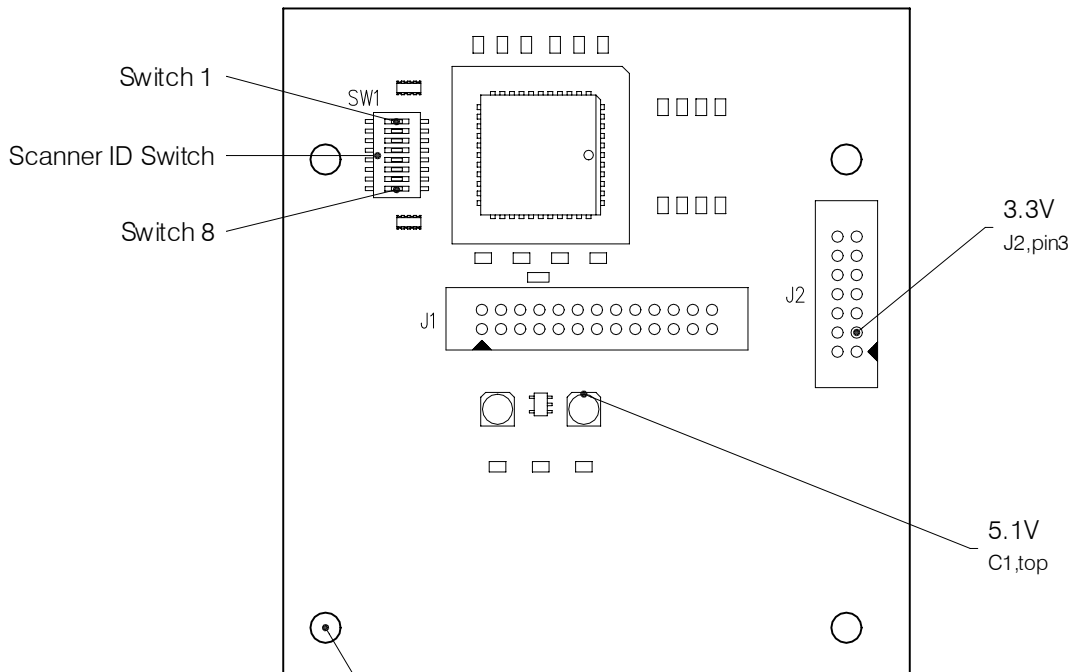 Switch 1
SW1
Scanner ID Switch
Switch 8
3.3V
J2,pin3
J2
J1
5.1V
C1,top